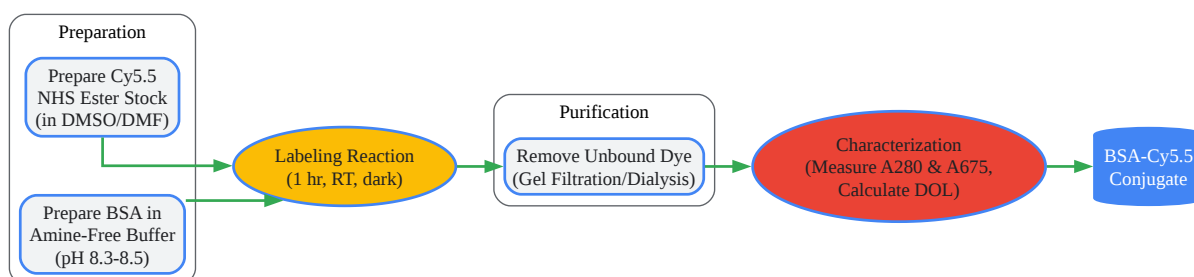 Preparation
Prepare Cy5.5
NHS Ester Stock
(in DMSO/DMF)
Prepare BSA in
Amine-Free Buffer
(pH 8.3-8.5)
Labeling Reaction
(1 hr, RT, dark)
Purification
Remove Unbound Dye
(Gel Filtration/Dialysis)
Characterization
(Measure A280 & A675,
Calculate DOL)
BSA-Cy5.5
Conjugate